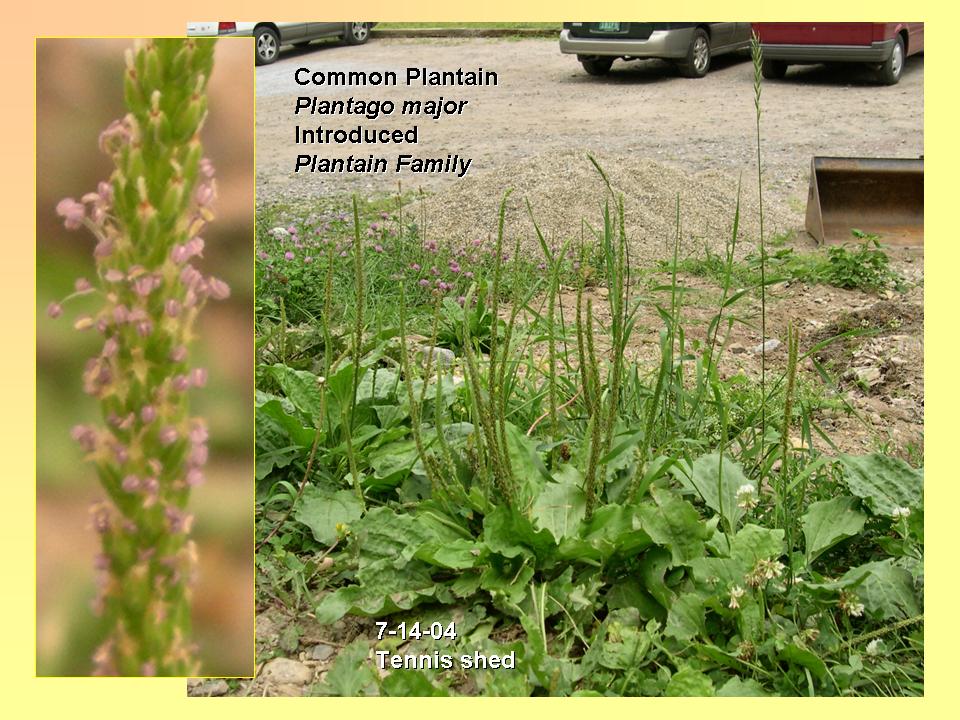 Common Plantain
Plantago major
Introduced
Plantain Family
7-14-04
Tennis shed